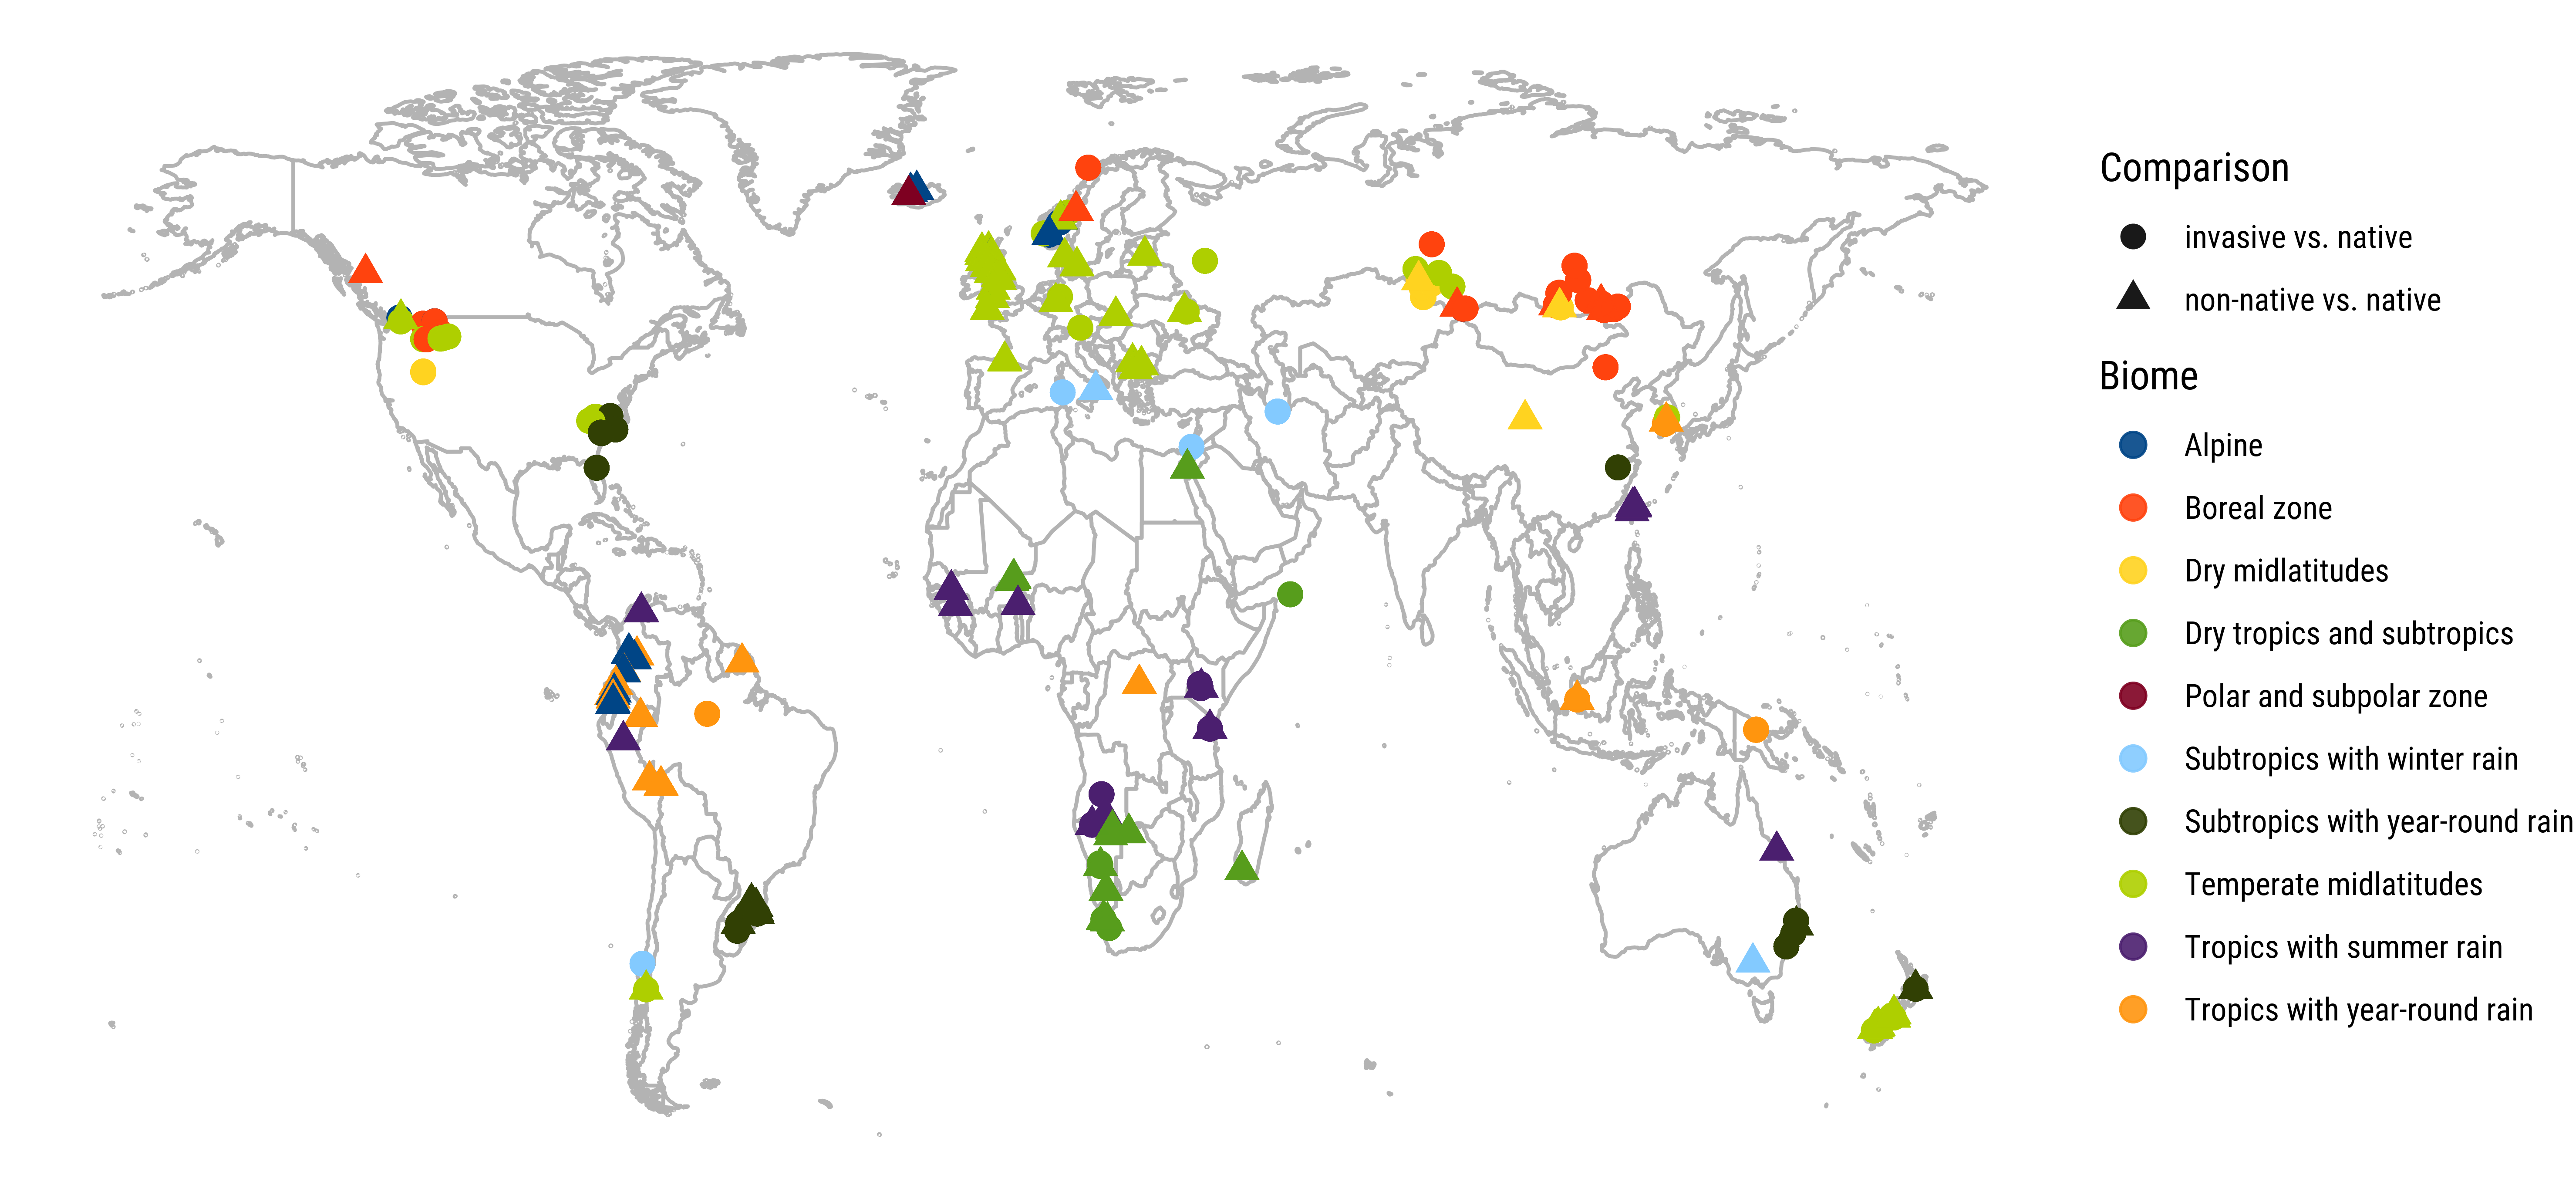 Comparison
invasive vs. native
non-native vs. native
Biome
Alpine
Boreal zone
Dry midlatitudes
Dry tropics and subtropics
Polar and subpolar zone
Subtropics with winter rain
Subtropics with year-round rain
Temperate midlatitudes
Tropics with summer rain
Tropics with year-round rain